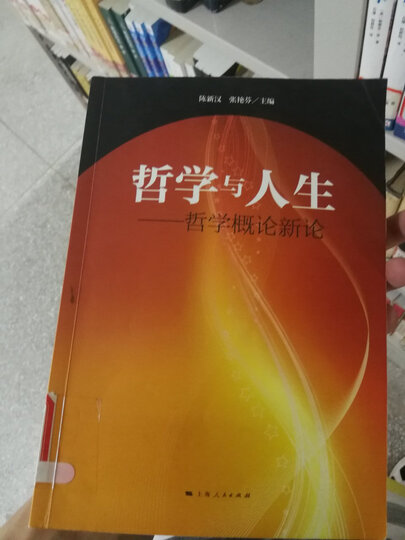 陈新汉 张艳芬/主编
哲学与人生
——哲学概论新论
上海人民出版社